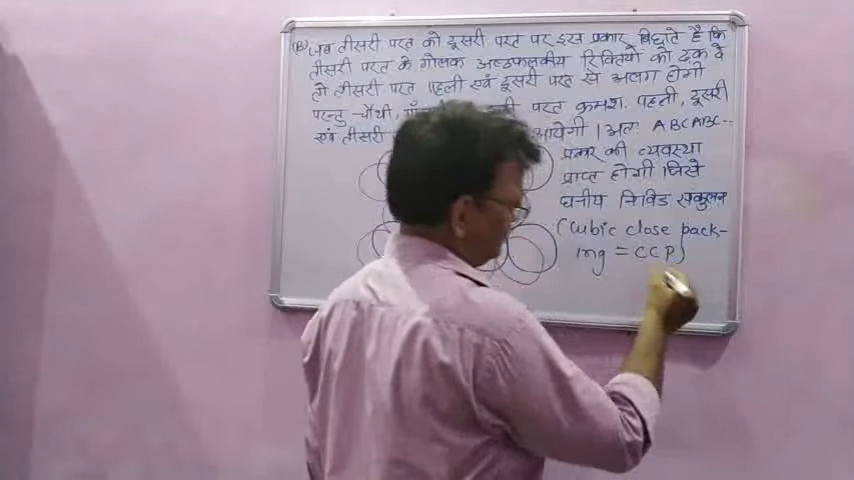 (B) जब तीसरी परत को दूसरी परत पर इस प्रकार बिछाते है कि
तीसरी परत के गोलक अष्टफलकीय रिक्तियों को ढक दे
तो तीसरी परत पहली एवं दूसरी परत से अलग होगी
परन्तु चौथी, परत क्रमश. पहली, दूसरी
एवं तीसरी आयेगी । अतः ABCABC--
प्रकार की व्यवस्था
प्राप्त होगी जिसे
घनीय निविड संकुलन
(Cubic close pack-
ing = CCP)